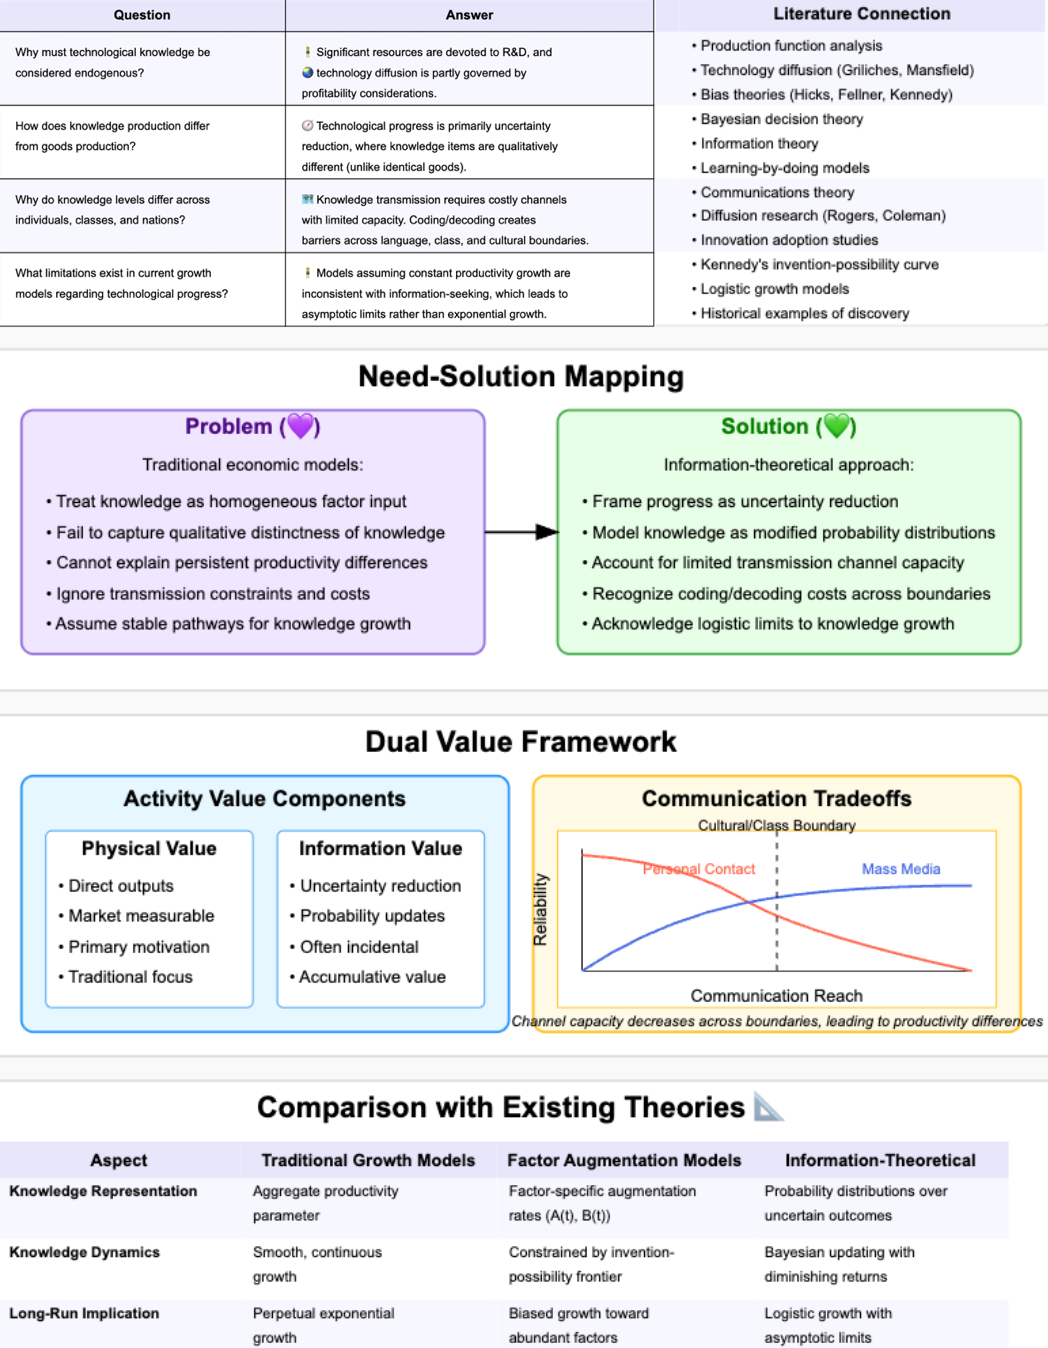 Question
Answer
Literature Connection
Why must technological knowledge be
considered endogenous?
🧍 Significant resources are devoted to R&D, and
🌏 technology diffusion is partly governed by
profitability considerations.
• Production function analysis
• Technology diffusion (Griliches, Mansfield)
• Bias theories (Hicks, Fellner, Kennedy)
How does knowledge production differ
from goods production?
🧭 Technological progress is primarily uncertainty
reduction, where knowledge items are qualitatively
different (unlike identical goods).
• Bayesian decision theory
• Information theory
• Learning-by-doing models
Why do knowledge levels differ across
individuals, classes, and nations?
🗺️ Knowledge transmission requires costly channels
with limited capacity. Coding/decoding creates
barriers across language, class, and cultural boundaries.
• Communications theory
• Diffusion research (Rogers, Coleman)
• Innovation adoption studies
What limitations exist in current growth
models regarding technological progress?
🧍 Models assuming constant productivity growth are
inconsistent with information-seeking, which leads to
asymptotic limits rather than exponential growth.
• Kennedy's invention-possibility curve
• Logistic growth models
• Historical examples of discovery
Need-Solution Mapping
Problem (💜)
Traditional economic models:
• Treat knowledge as homogeneous factor input
• Fail to capture qualitative distinctness of knowledge
• Cannot explain persistent productivity differences
• Ignore transmission constraints and costs
• Assume stable pathways for knowledge growth
Solution (💚)
Information-theoretical approach:
• Frame progress as uncertainty reduction
• Model knowledge as modified probability distributions
• Account for limited transmission channel capacity
• Recognize coding/decoding costs across boundaries
• Acknowledge logistic limits to knowledge growth
Dual Value Framework
Activity Value Components
Physical Value
• Direct outputs
• Market measurable
• Primary motivation
• Traditional focus
Information Value
• Uncertainty reduction
• Probability updates
• Often incidental
• Accumulative value
Communication Tradeoffs
Cultural/Class Boundary
Personal Contact
Mass Media
Reliability
Communication Reach
Channel capacity decreases across boundaries, leading to productivity differences
Comparison with Existing Theories 📐
Aspect
Traditional Growth Models
Factor Augmentation Models
Information-Theoretical
Knowledge Representation
Aggregate productivity
parameter
Factor-specific augmentation
rates (A(t), B(t))
Probability distributions over
uncertain outcomes
Knowledge Dynamics
Smooth, continuous
growth
Constrained by invention-
possibility frontier
Bayesian updating with
diminishing returns
Long-Run Implication
Perpetual exponential
growth
Biased growth toward
abundant factors
Logistic growth with
asymptotic limits